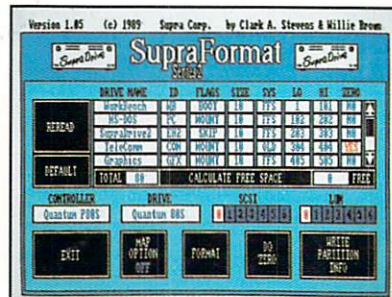 Version 1.05 (c) 1989 Supra Corp. by Clark A. Stevens & Willie Brown
SupraDrive SupraFormat SupraDrive
DRIVE NAME ID FLAGS SIZE SYS LO HI ZERO
WorkBench WB BOOT 10 FFS 1 101 NO
REREAD
MS-DOS PC MOUNT 10 FFS 102 202 NO
SupraDrive2 SKIP 10 FFS 203 303 NO
TeleComm COM MOUNT 10 OLD 304 404 YES
Graphics GFX MOUNT 10 FFS 405 505 NO
DEFAULT
TOTAL 80 CALCULATE FREE SPACE 0 FREE
CONTROLLER DRIVE SCSI LUN
Quantum P80S Quantum 80S 0 1 2 3 4 5 6 0 1 2 3 4 5 6
EXIT
MAP OPTION OFF
FORMAT
DO ZERO
WRITE PARTITION INFO